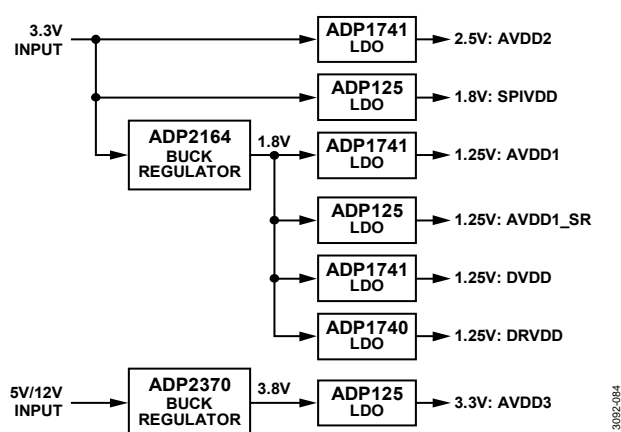 3.3V
INPUT
ADP1741
LDO
2.5V: AVDD2
ADP125
LDO
1.8V: SPIVDD
ADP2164
BUCK
REGULATOR
1.8V
ADP1741
LDO
1.25V: AVDD1
ADP125
LDO
1.25V: AVDD1_SR
ADP1741
LDO
1.25V: DVDD
ADP1740
LDO
1.25V: DRVDD
5V/12V
INPUT
ADP2370
BUCK
REGULATOR
3.8V
ADP125
LDO
3.3V: AVDD3
3092-084